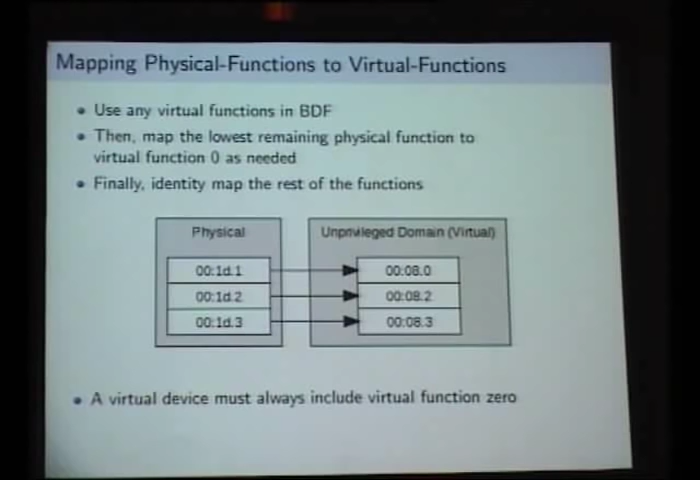 Mapping Physical-Functions to Virtual-Functions
Use any virtual functions in BDF
Then, map the lowest remaining physical function to
virtual function 0 as needed
Finally, identity map the rest of the functions
Physical
Unprivileged Domain (Virtual)
00:1d.1
00:08.0
00:1d.2
00:08.2
00:1d.3
00:08.3
A virtual device must always include virtual function zero